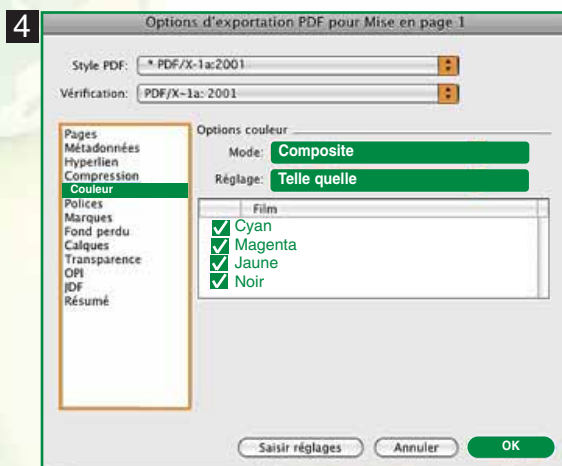 4
Options d'exportation PDF pour Mise en page 1
Style PDF: * PDF/X-1a:2001
Vérification: PDF/X-1a: 2001
Pages
Métadonnées
Hyperlien
Compression
Couleur
Polices
Marques
Fond perdu
Calques
Transparence
OPI
JDF
Résumé
Options couleur
Mode: Composite
Réglage: Telle quelle
Film
Cyan
Magenta
Jaune
Noir
Saisir réglages Annuler OK